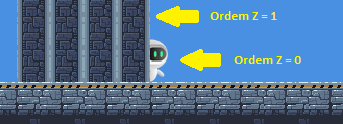 Ordem Z = 1
Ordem Z = 0